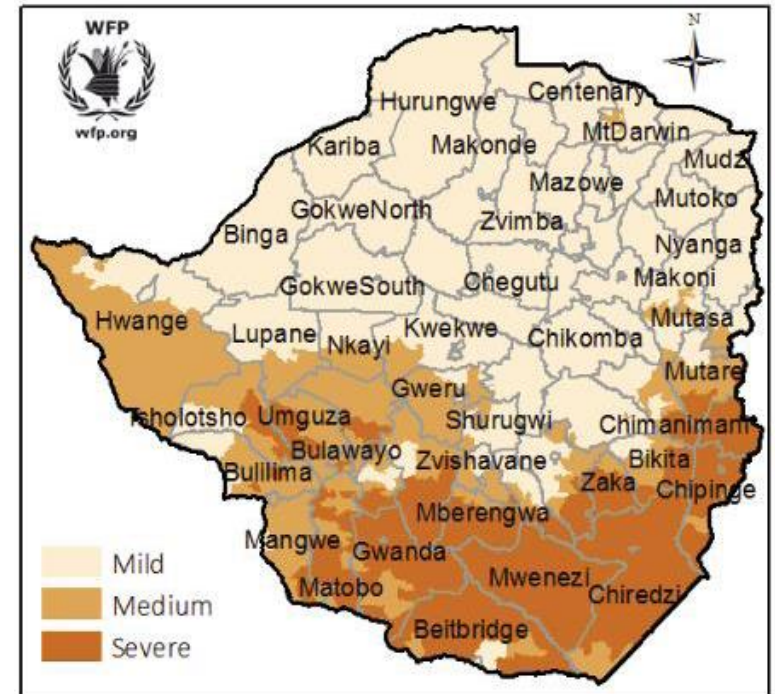 WFP
wfp.org
N
Centenary
Hurungwe
MtDarwin
Kariba
Makonde
Mudzi
Mazowe
Mutoko
GokweNorth
Zvimba
Binga
Nyanga
GokweSouth
Chegutu
Makoni
Hwange
Mutasa
Lupane
Kwekwe
Chikomba
Nkayi
Mutare
Gweru
Tsholotsho
Umguza
Shurugwi
Chimanimani
Bulawayo
Zvishavane
Bikita
Bulilima
Zaka
Chipinge
Mberengwa
Mangwe
Gwanda
Mwenezi
Matobo
Chiredzi
Beitbridge
Mild
Medium
Severe